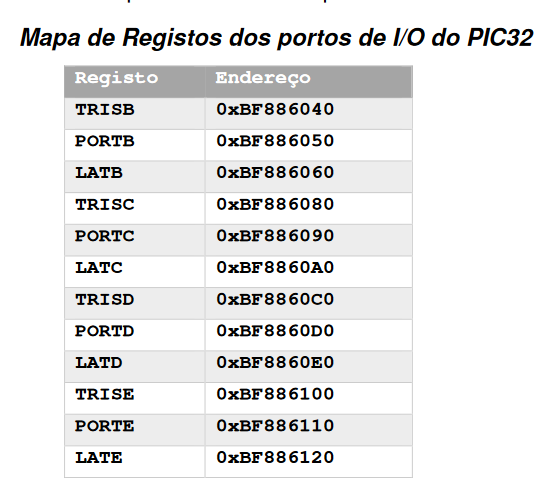 Mapa de Registos dos portos de I/O do PIC32
Registo Endereço
TRISB 0xBF886040
PORTB 0xBF886050
LATB 0xBF886060
TRISC 0xBF886080
PORTC 0xBF886090
LATC 0xBF8860A0
TRISD 0xBF8860C0
PORTD 0xBF8860D0
LATD 0xBF8860E0
TRISE 0xBF886100
PORTE 0xBF886110
LATE 0xBF886120